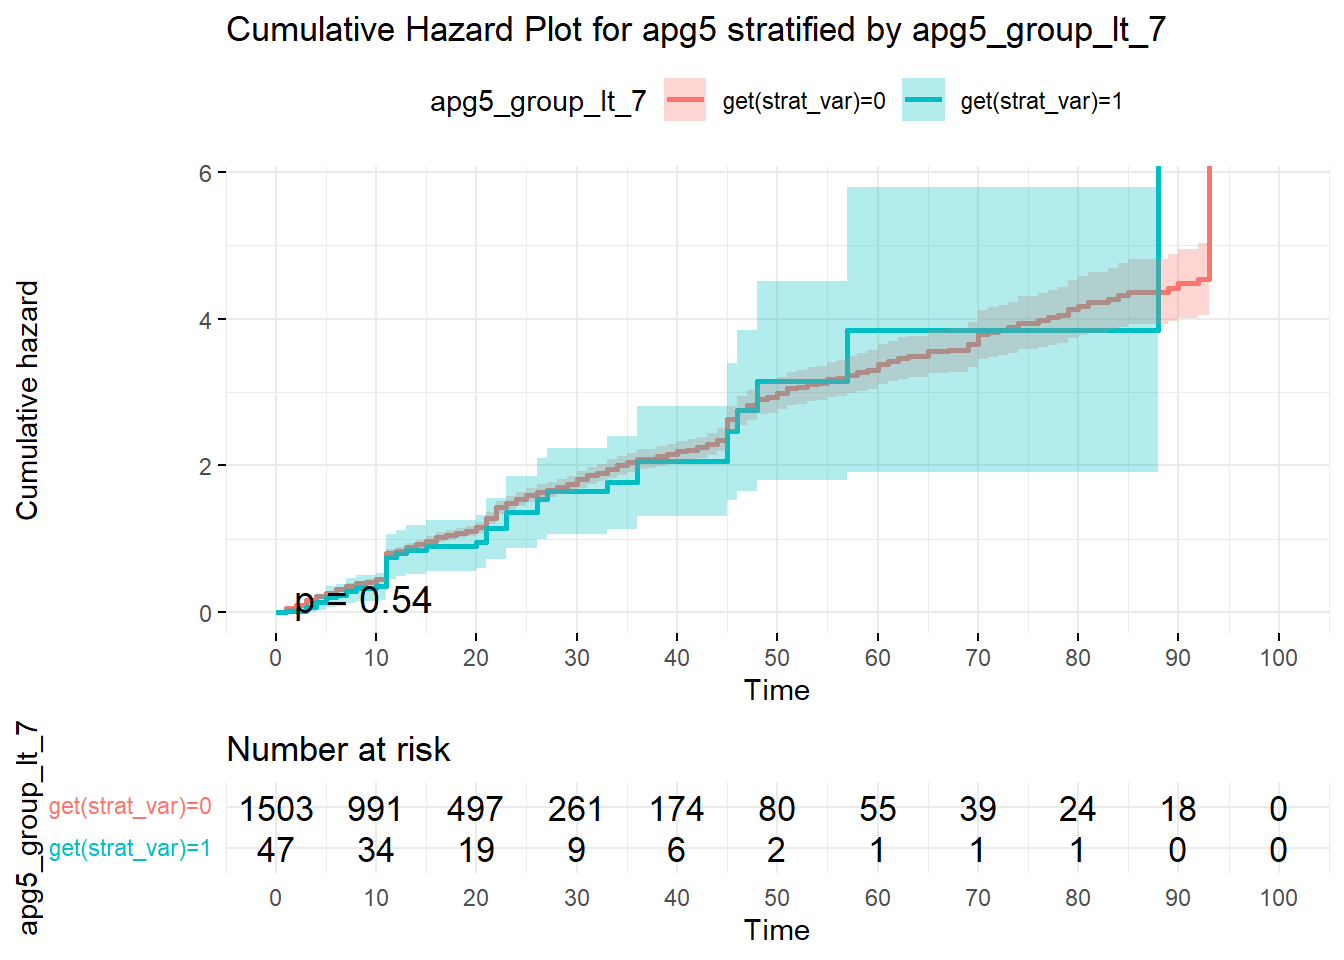 Cumulative Hazard Plot for apg5 stratified by apg5_group_lt_7
apg5_group_lt_7 get(strat_var)=0 get(strat_var)=1
Cumulative hazard
6
4
2
0
p = 0.54
0 10 20 30 40 50 60 70 80 90 100
Time
Number at risk
apg5_group_lt_7
get(strat_var)=0 1503 991 497 261 174 80 55 39 24 18 0
get(strat_var)=1 47 34 19 9 6 2 1 1 1 0 0
0 10 20 30 40 50 60 70 80 90 100
Time